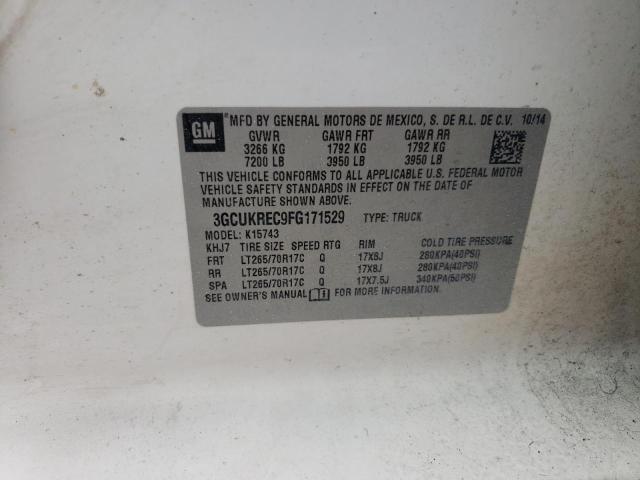 GM ® MFD BY GENERAL MOTORS DE MEXICO, S. DE R.L. DE C.V. 10/14
GVWR GAWR FRT GAWR RR
3266 KG 1792 KG 1792 KG
7200 LB 3950 LB 3950 LB
THIS VEHICLE CONFORMS TO ALL APPLICABLE U.S. FEDERAL MOTOR
VEHICLE SAFETY STANDARDS IN EFFECT ON THE DATE OF
MANUFACTURE SHOWN ABOVE.
3GCUKREC9FG171529 TYPE: TRUCK
MODEL: K15743
KHJ7 TIRE SIZE SPEED RTG RIM COLD TIRE PRESSURE
FRT LT265/70R17C Q 17X8J 280KPA(40PSI)
RR LT265/70R17C Q 17X8J 280KPA(40PSI)
SPA LT265/70R17C Q 17X7.5J 340KPA(50PSI)
SEE OWNER'S MANUAL FOR MORE INFORMATION.